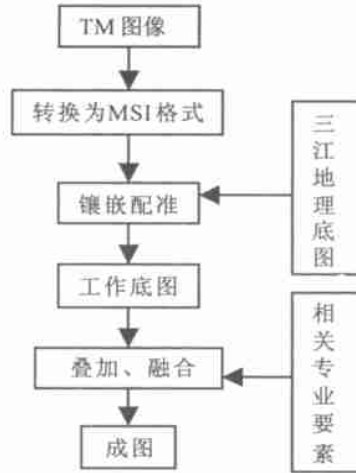 TM图像
转换为MSI格式
镶嵌配准
三江地理底图
工作底图
叠加、融合
相关专业要素
成图